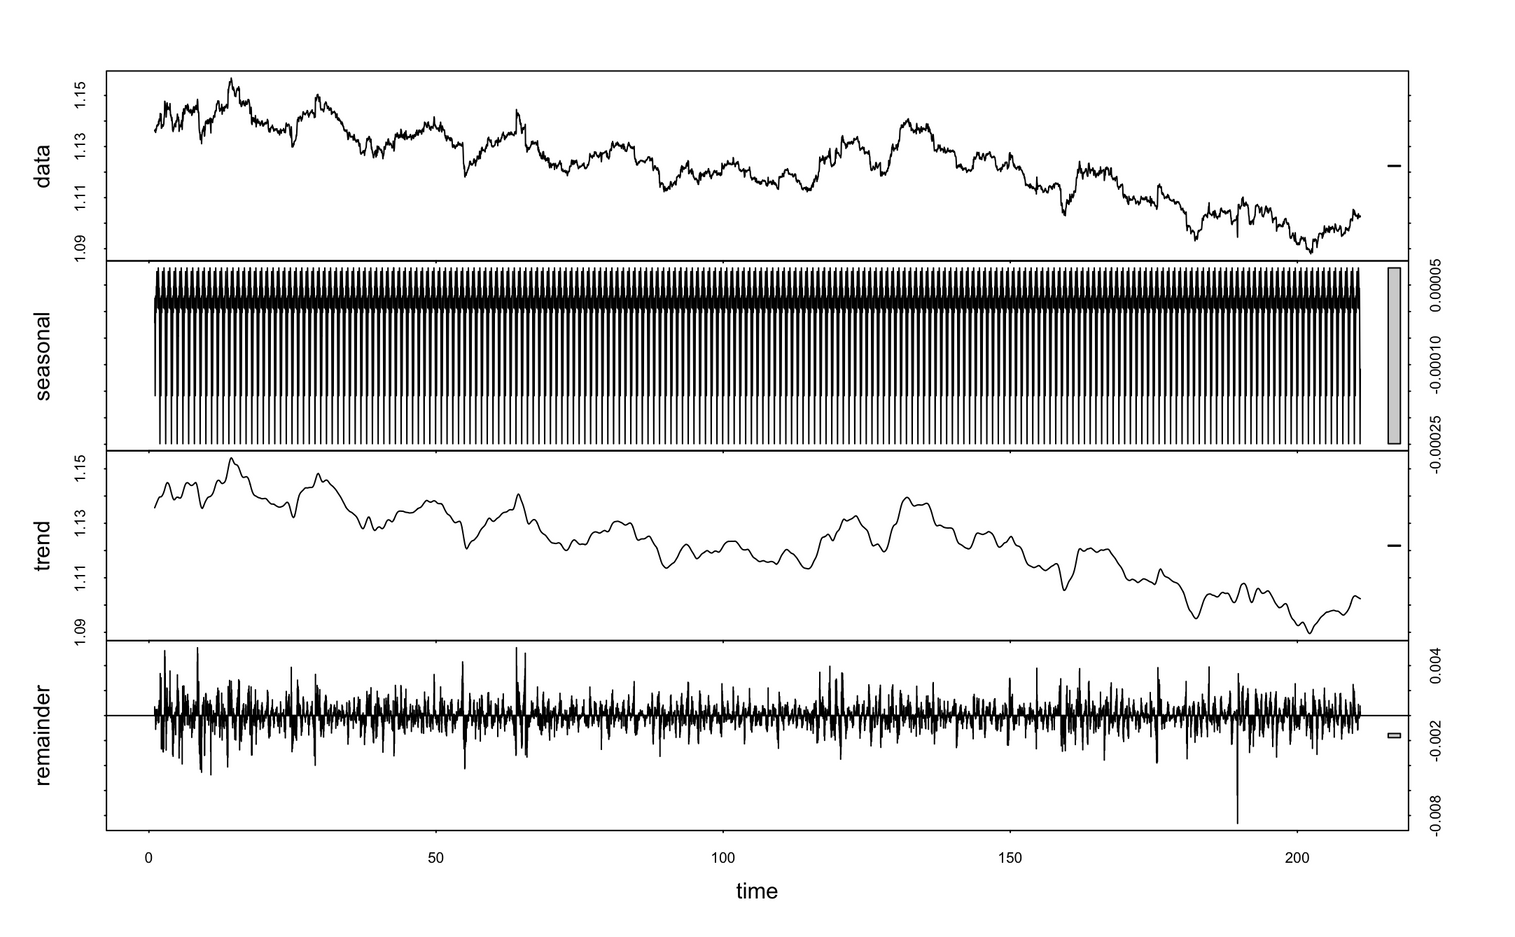 data
1.09 1.11 1.13 1.15
seasonal
-0.00025 -0.00010 0.00005
trend
1.09 1.11 1.13 1.15
remainder
-0.008 -0.002 0.004
0 50 100 150 200
time